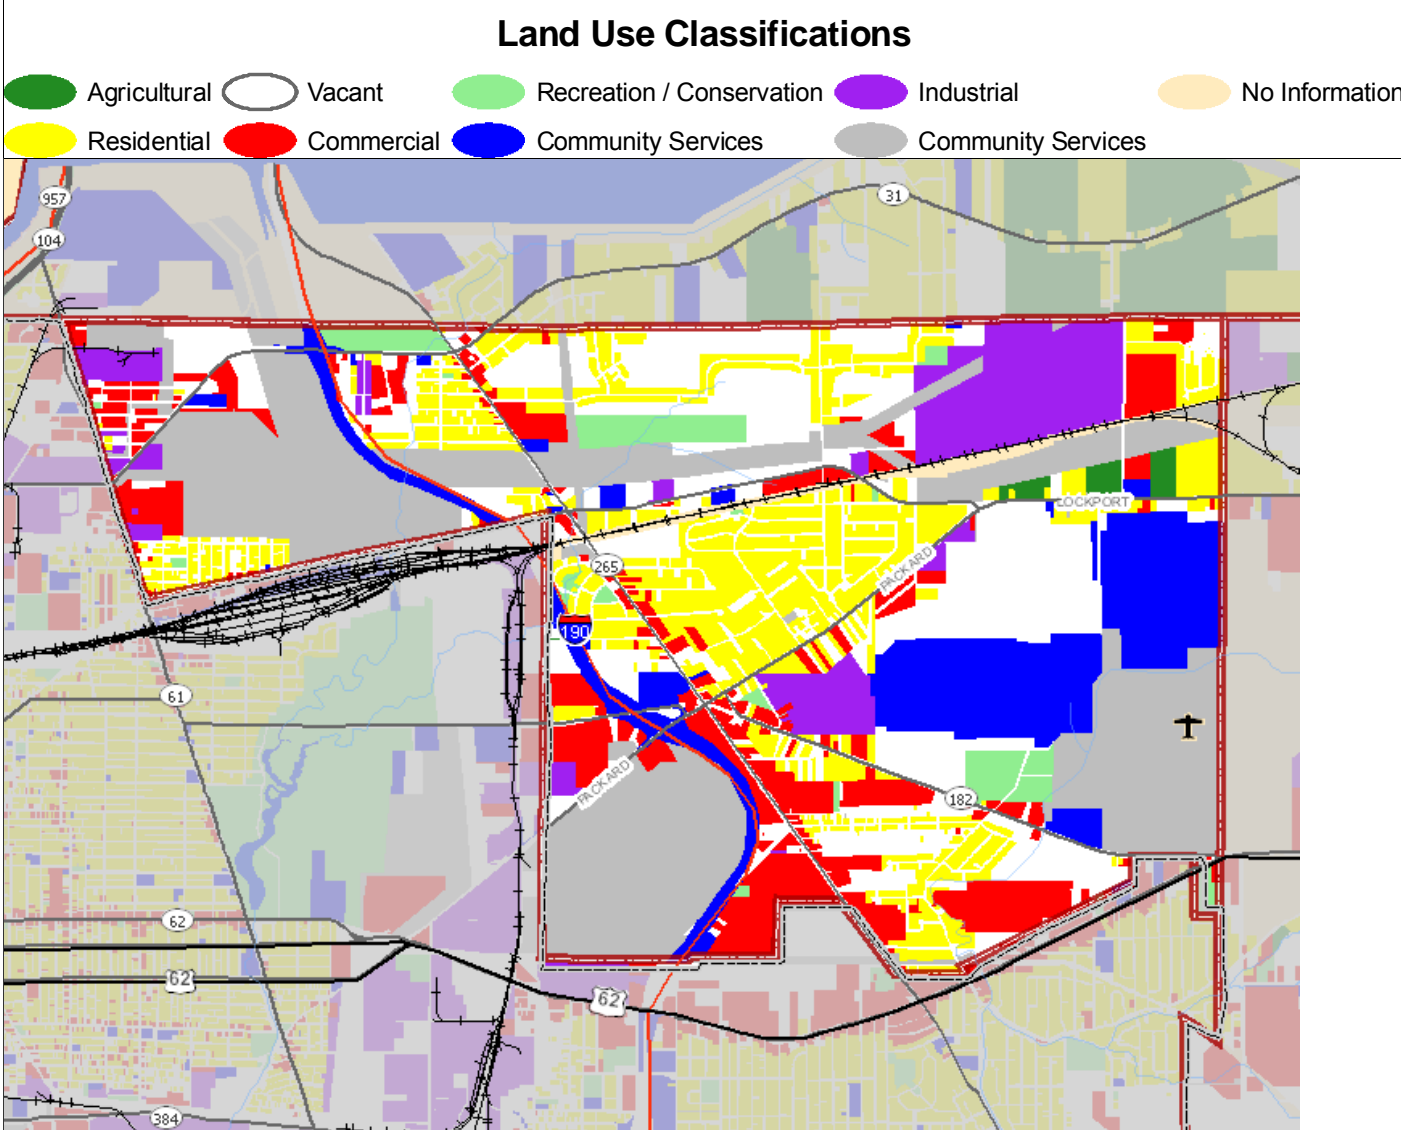 Land Use Classifications
Agricultural Vacant Recreation / Conservation Industrial No Information
Residential Commercial Community Services Community Services
957
31
104
LOCKPORT
265
PACKARD
190
61
PACKARD
182
62
62
62
384